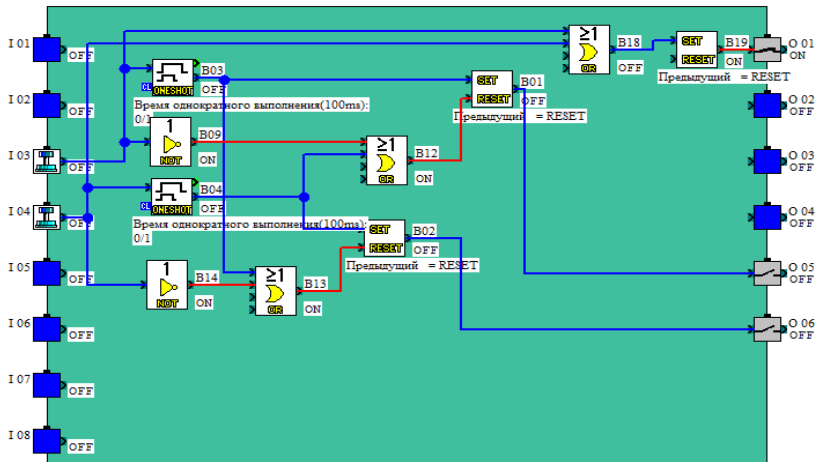 I 01
OFF
I 02
OFF
I 03
OFF
I 04
OFF
I 05
OFF
I 06
OFF
I 07
OFF
I 08
OFF
CL ONESHOT
B03
OFF
Время однократного выполнения(100ms):
0/1
1
NOT
B09
ON
CL ONESHOT
B04
OFF
Время однократного выполнения(100ms):
0/1
1
NOT
B14
ON
≥1
OR
B13
ON
≥1
OR
B12
ON
SET
RESET
B02
OFF
Предыдущий = RESET
SET
RESET
B01
OFF
Предыдущий = RESET
≥1
OR
B18
OFF
SET
RESET
B19
ON
Предыдущий = RESET
O 01
ON
O 02
OFF
O 03
OFF
O 04
OFF
O 05
OFF
O 06
OFF